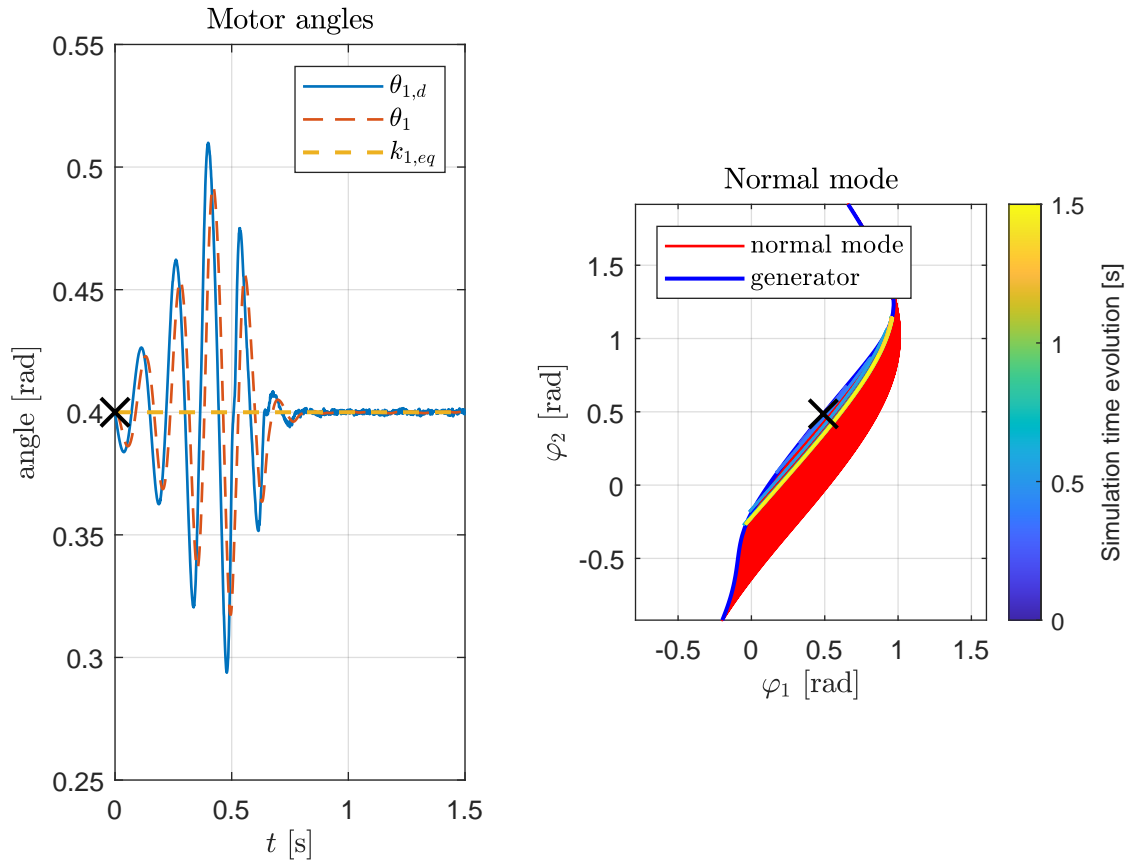 Motor angles
0.55
0.5
0.45
0.4
0.35
0.3
0.25
angle [rad]
0
0.5
1
1.5
t [s]
θ1,d
θ1
k1,eq
Normal mode
normal mode
generator
1.5
1
0.5
0
-0.5
φ2 [rad]
-0.5
0
0.5
1
1.5
φ1 [rad]
1.5
1
0.5
0
Simulation time evolution [s]